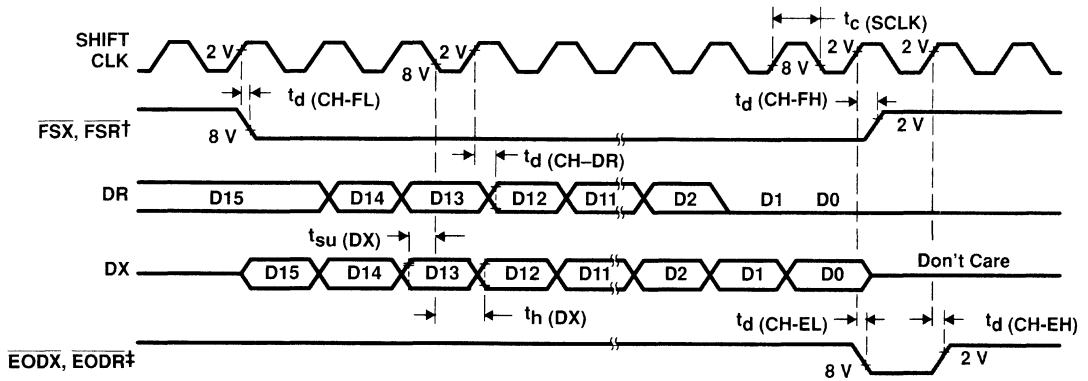 t_c (SCLK)
SHIFT CLK
2 V 2 V 2 V 2 V
8 V 8 V
t_d (CH-FL) t_d (CH-FH)
FSX, FSR†
8 V 2 V
t_d (CH–DR)
DR D15 D14 D13 D12 D11 D2 D1 D0
t_su (DX)
DX D15 D14 D13 D12 D11 D2 D1 D0 Don't Care
t_h (DX) t_d (CH-EL) t_d (CH-EH)
EODX, EODR‡
8 V 2 V